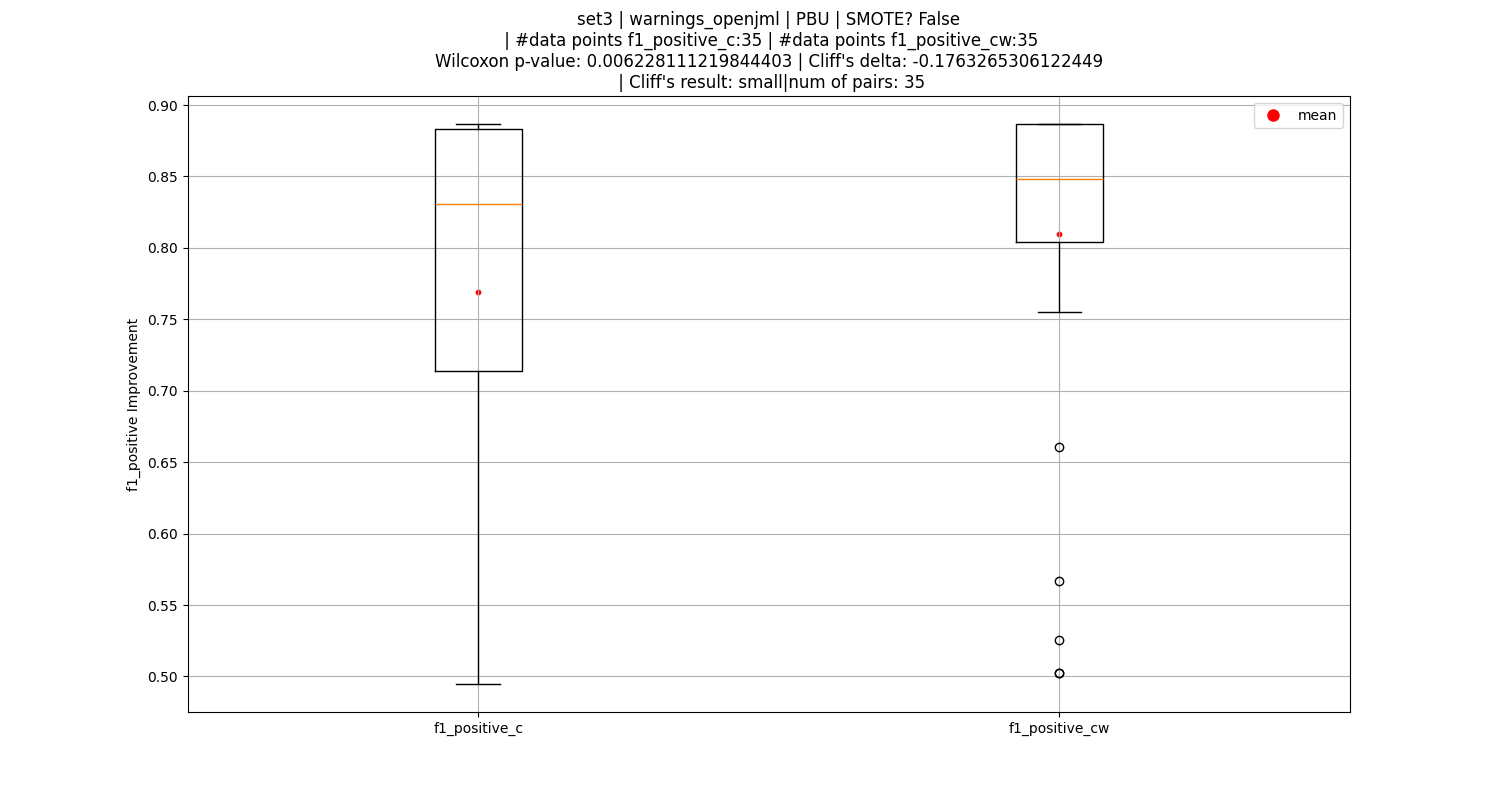 set3 | warnings_openjml | PBU | SMOTE? False
| #data points f1_positive_c:35 | #data points f1_positive_cw:35
Wilcoxon p-value: 0.006228111219844403 | Cliff's delta: -0.1763265306122449
| Cliff's result: small|num of pairs: 35
mean
0.90
0.85
0.80
0.75
0.70
0.65
0.60
0.55
0.50
f1_positive Improvement
f1_positive_c
f1_positive_cw